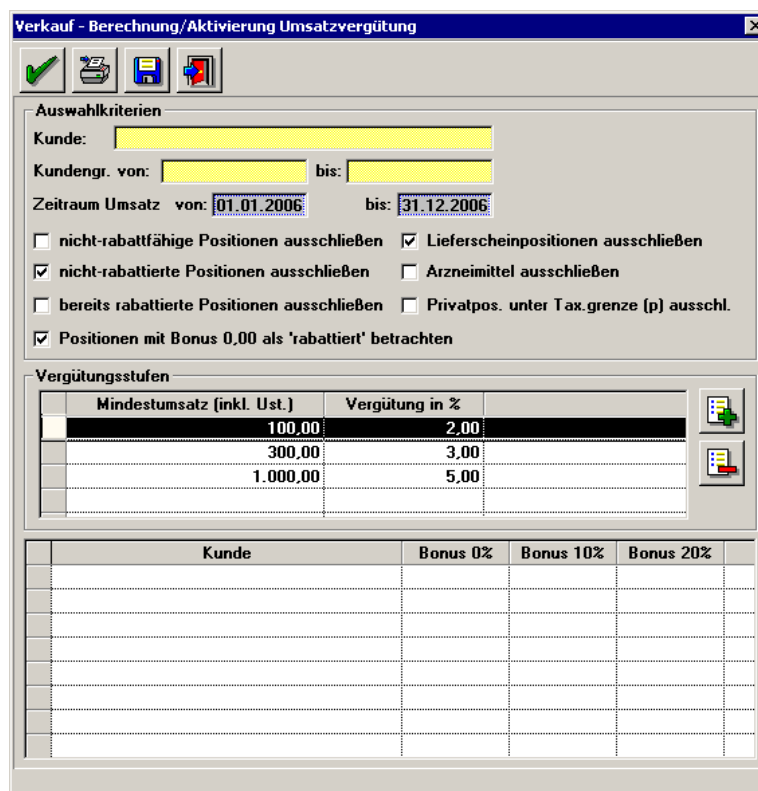 Verkauf - Berechnung/Aktivierung Umsatzvergütung
Auswahlkriterien
Kunde:
Kundengr. von: bis:
Zeitraum Umsatz von: 01.01.2006 bis: 31.12.2006
nicht-rabattfähige Positionen ausschließen Lieferscheinpositionen ausschließen
nicht-rabattierte Positionen ausschließen Arzneimittel ausschließen
bereits rabattierte Positionen ausschließen Privatpos. unter Tax.grenze (p) ausschl.
Positionen mit Bonus 0,00 als 'rabattiert' betrachten
Vergütungsstufen
Mindestumsatz (inkl. Ust.) Vergütung in %
100,00 2,00
300,00 3,00
1.000,00 5,00
Kunde Bonus 0% Bonus 10% Bonus 20%